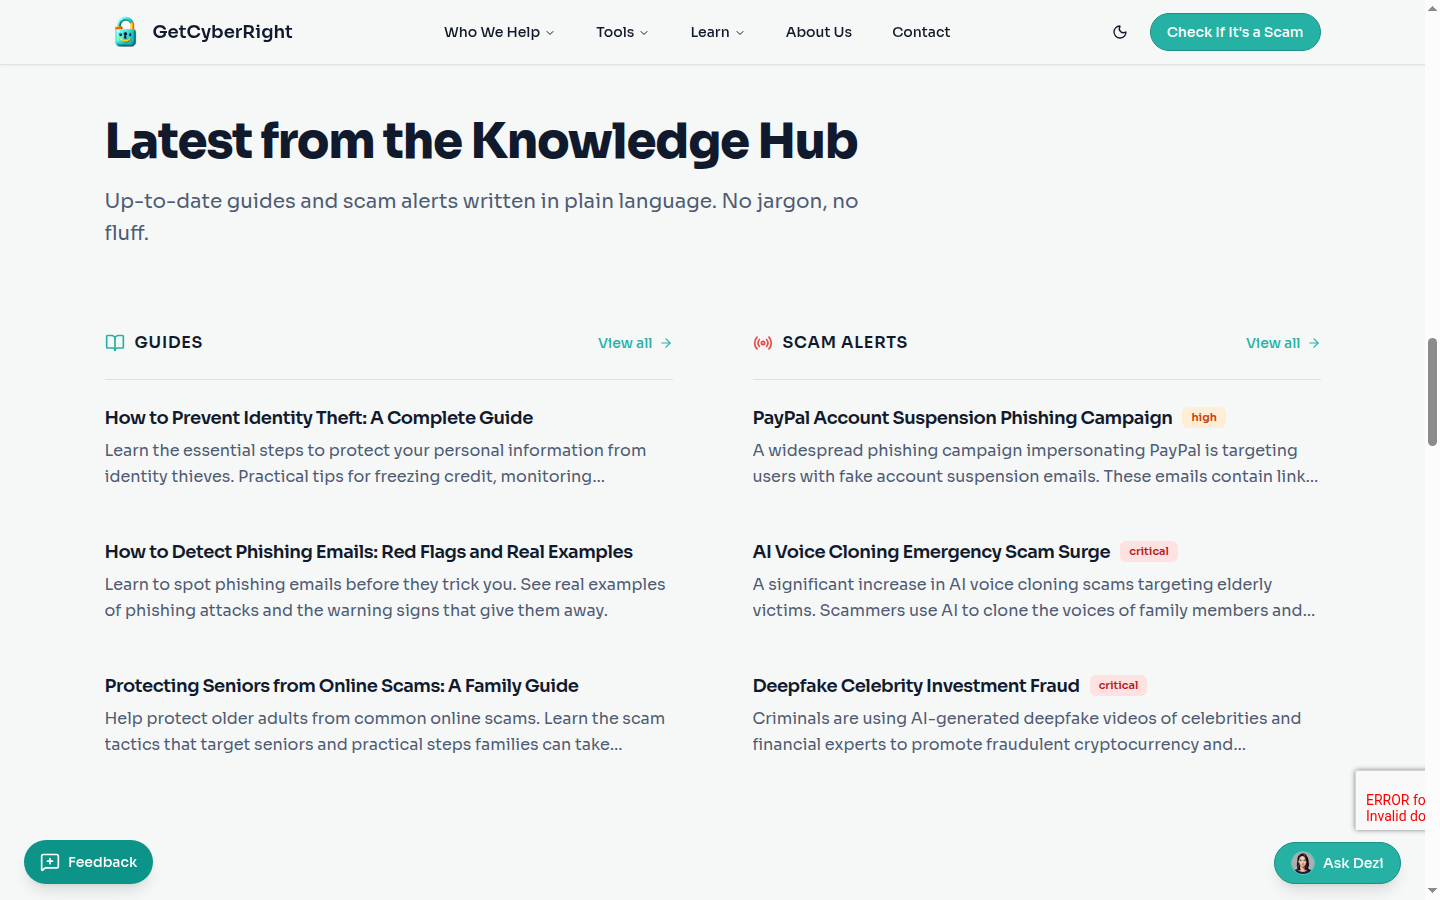 GetCyberRight
Who We Help
Tools
Learn
About Us
Contact
Check If It's a Scam
Latest from the Knowledge Hub
Up-to-date guides and scam alerts written in plain language. No jargon, no
fluff.
GUIDES
View all
How to Prevent Identity Theft: A Complete Guide
Learn the essential steps to protect your personal information from
identity thieves. Practical tips for freezing credit, monitoring...
How to Detect Phishing Emails: Red Flags and Real Examples
Learn to spot phishing emails before they trick you. See real examples
of phishing attacks and the warning signs that give them away.
Protecting Seniors from Online Scams: A Family Guide
Help protect older adults from common online scams. Learn the scam
tactics that target seniors and practical steps families can take...
SCAM ALERTS
View all
PayPal Account Suspension Phishing Campaign high
A widespread phishing campaign impersonating PayPal is targeting
users with fake account suspension emails. These emails contain link...
AI Voice Cloning Emergency Scam Surge critical
A significant increase in AI voice cloning scams targeting elderly
victims. Scammers use AI to clone the voices of family members and...
Deepfake Celebrity Investment Fraud critical
Criminals are using AI-generated deepfake videos of celebrities and
financial experts to promote fraudulent cryptocurrency and...
ERROR fo
Invalid do
Feedback
Ask Dezi